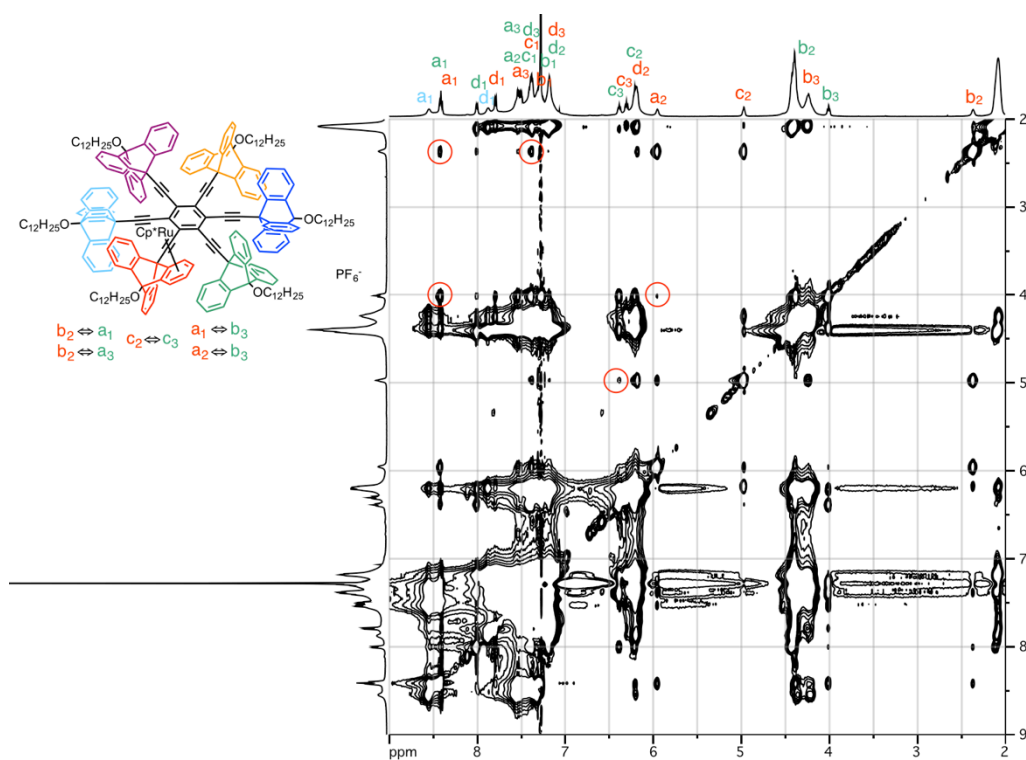 a₃ d₃ d₃
c₁
a₁ a₂ c₁ b₁ d₂ c₂ b₂
a₁ d₁ d₁ a₃ b₁ c₃ d₂ b₃
a₁ d₁ c₃ a₂ c₂ b₃ b₂
C₁₂H₂₅O OC₁₂H₂₅
C₁₂H₂₅O OC₁₂H₂₅
Cp*Ru
C₁₂H₂₅O OC₁₂H₂₅
PF₆⁻
b₂ ⇔ a₁ c₂ ⇔ c₃ a₁ ⇔ b₃
b₂ ⇔ a₃ a₂ ⇔ b₃
2
3
4
5
6
7
8
9
ppm 8 7 6 5 4 3 2